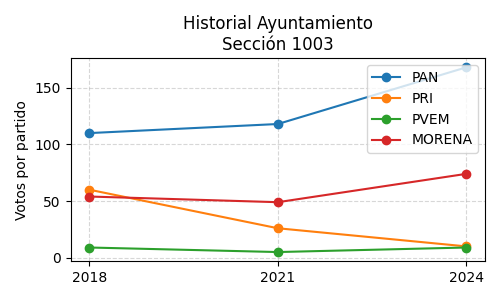 Historial Ayuntamiento
Sección 1003
Votos por partido
150
100
50
0
2018
2021
2024
PAN
PRI
PVEM
MORENA